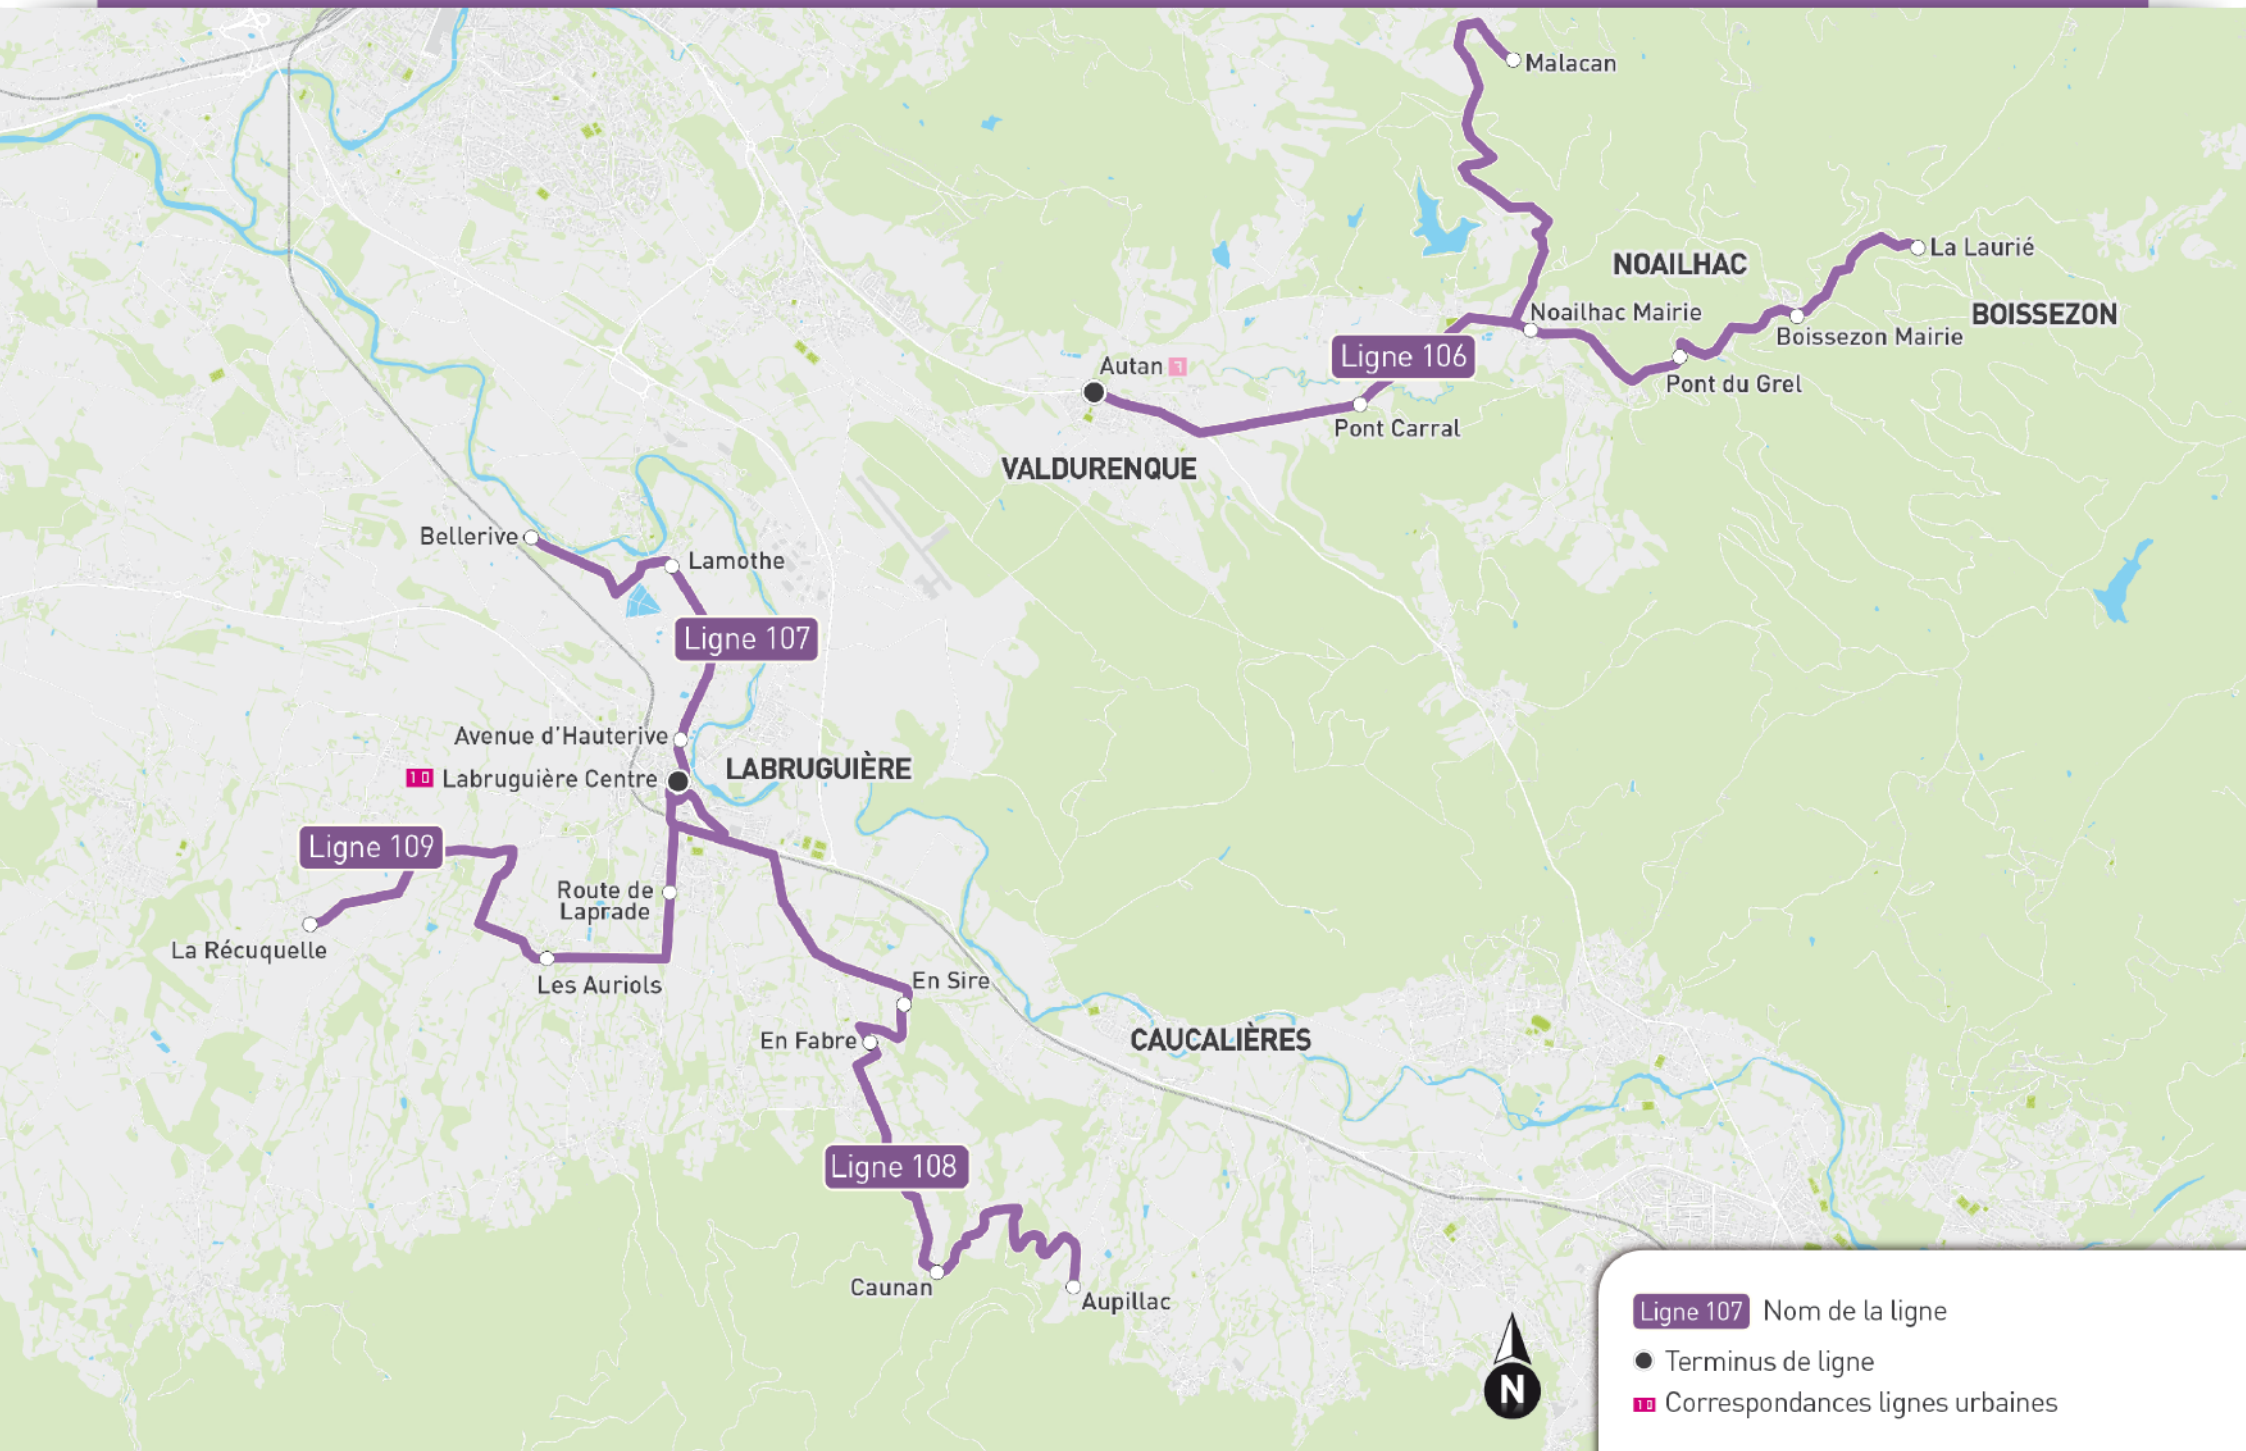 Malacan
NOAILHAC
La Laurié
Noailhac Mairie
BOISSEZON
Boissezon Mairie
Ligne 106
Autan 7
Pont du Grel
Pont Carral
VALDURENQUE
Bellerive
Lamothe
Ligne 107
Avenue d'Hauterive
LABRUGUIÈRE
10 Labruguière Centre
Ligne 109
Route de
Laprade
La Récuquelle
Les Auriols
En Sire
En Fabre
CAUCALIÈRES
Ligne 108
Caunan
Aupillac
N
Ligne 107 Nom de la ligne
Terminus de ligne
10 Correspondances lignes urbaines